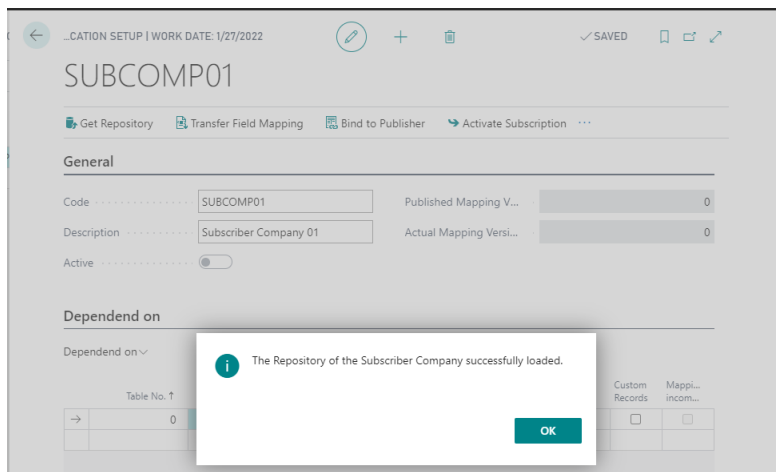 ...CATION SETUP | WORK DATE: 1/27/2022
SAVED
SUBCOMP01
Get Repository Transfer Field Mapping Bind to Publisher Activate Subscription ...
General
Code SUBCOMP01 Published Mapping V... 0
Description Subscriber Company 01 Actual Mapping Versi... 0
Active
Dependend on
Dependend on
The Repository of the Subscriber Company successfully loaded.
Table No. ↑
Custom Records
Mappi... incom...
0
OK